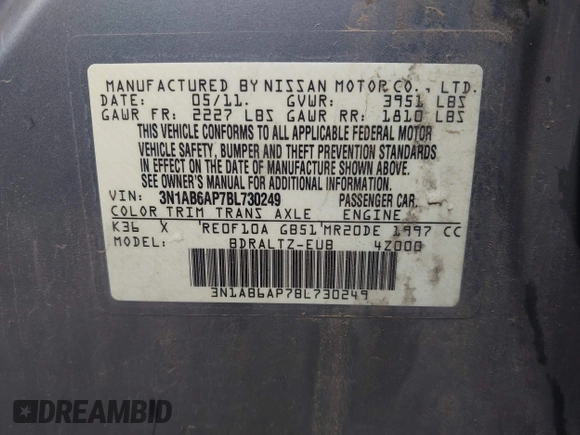 MANUFACTURED BY NISSAN MOTOR CO., LTD.
DATE: 05/11. GVWR: 3951 LBS
GAWR FR: 2227 LBS GAWR RR: 1810 LBS
THIS VEHICLE CONFORMS TO ALL APPLICABLE FEDERAL MOTOR
VEHICLE SAFETY, BUMPER AND THEFT PREVENTION STANDARDS
IN EFFECT ON THE DATE OF MANUFACTURE SHOWN ABOVE.
SEE OWNER'S MANUAL FOR ADDITIONAL INFORMATION.
VIN: 3N1AB6AP7BL730249 PASSENGER CAR
COLOR TRIM TRANS AXLE ENGINE
K36 X RE0F10A GB51 MR20DE 1997 CC
MODEL: BDRALTZ-EUB 4Z000
3N1AB6AP7BL730249
DREAMBID